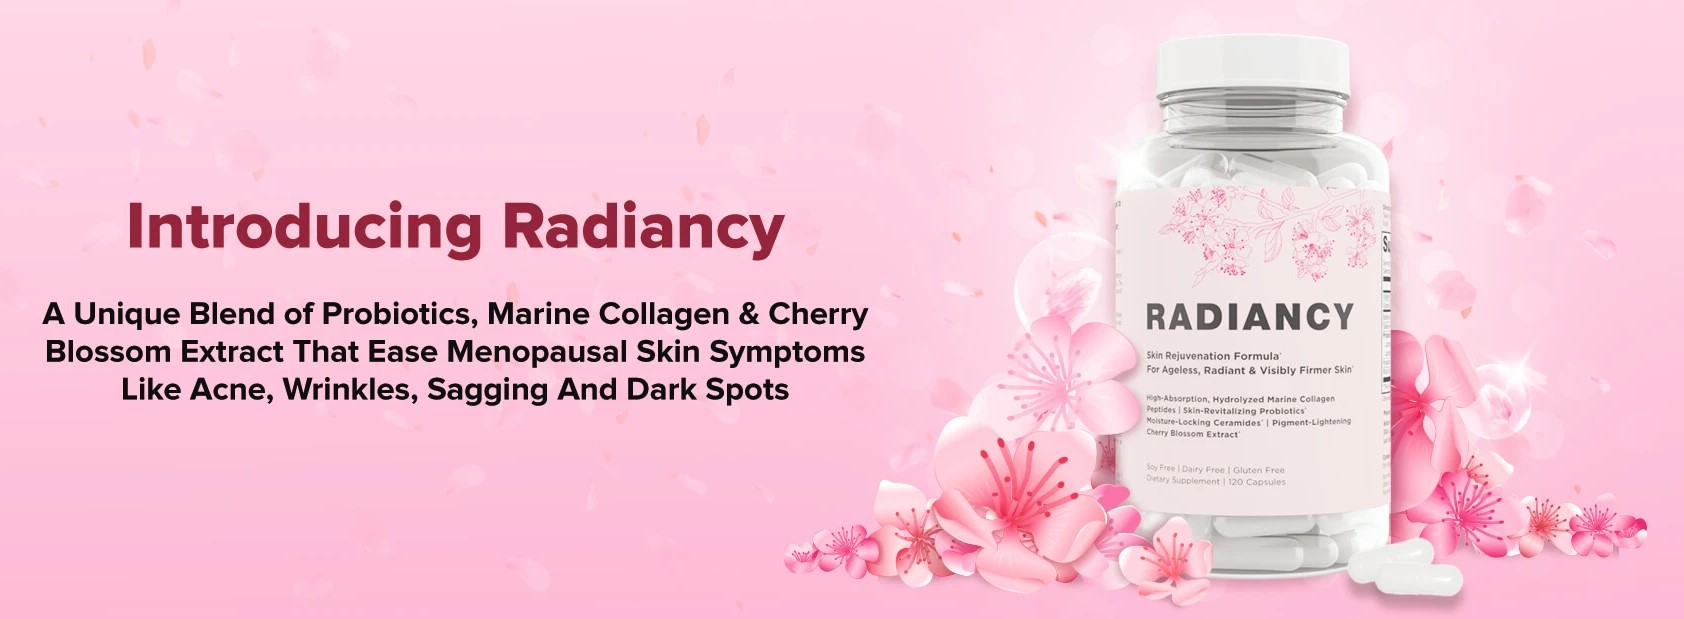 Introducing Radiancy
A Unique Blend of Probiotics, Marine Collagen & Cherry
Blossom Extract That Ease Menopausal Skin Symptoms
Like Acne, Wrinkles, Sagging And Dark Spots
RADIANCY
Skin Rejuvenation Formula*
For Ageless, Radiant & Visibly Firmer Skin*
High-Absorption, Hydrolyzed Marine Collagen
Peptides | Skin-Revitalizing Probiotics*
Moisture-Locking Ceramides* | Pigment-Lightening
Cherry Blossom Extract*
Soy Free | Dairy Free | Gluten Free
Dietary Supplement | 120 Capsules